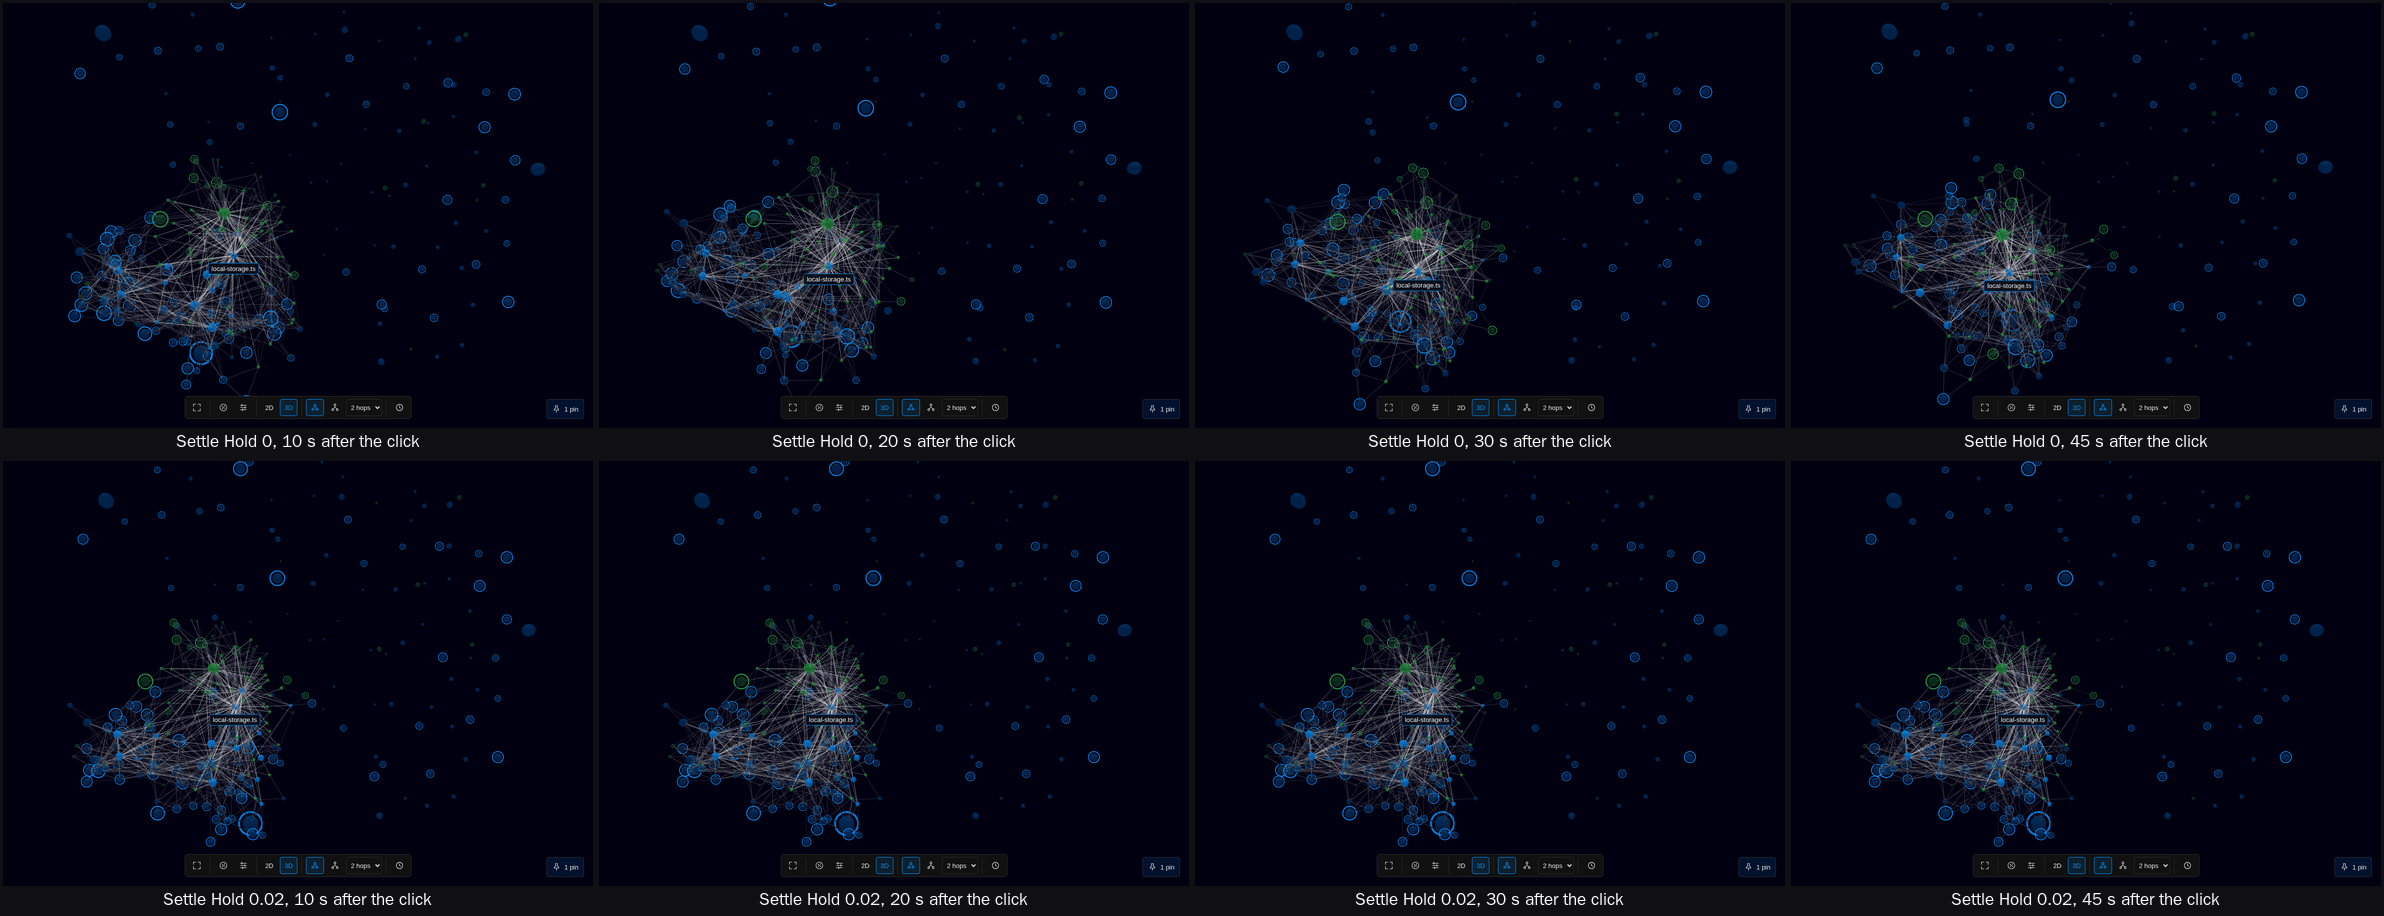 local-storage.ts
2D 3D 2 hops
1 pin
local-storage.ts
2D 3D 2 hops
1 pin
local-storage.ts
2D 3D 2 hops
1 pin
local-storage.ts
2D 3D 2 hops
1 pin
Settle Hold 0, 10 s after the click
Settle Hold 0, 20 s after the click
Settle Hold 0, 30 s after the click
Settle Hold 0, 45 s after the click
local-storage.ts
2D 3D 2 hops
1 pin
local-storage.ts
2D 3D 2 hops
1 pin
local-storage.ts
2D 3D 2 hops
1 pin
local-storage.ts
2D 3D 2 hops
1 pin
Settle Hold 0.02, 10 s after the click
Settle Hold 0.02, 20 s after the click
Settle Hold 0.02, 30 s after the click
Settle Hold 0.02, 45 s after the click